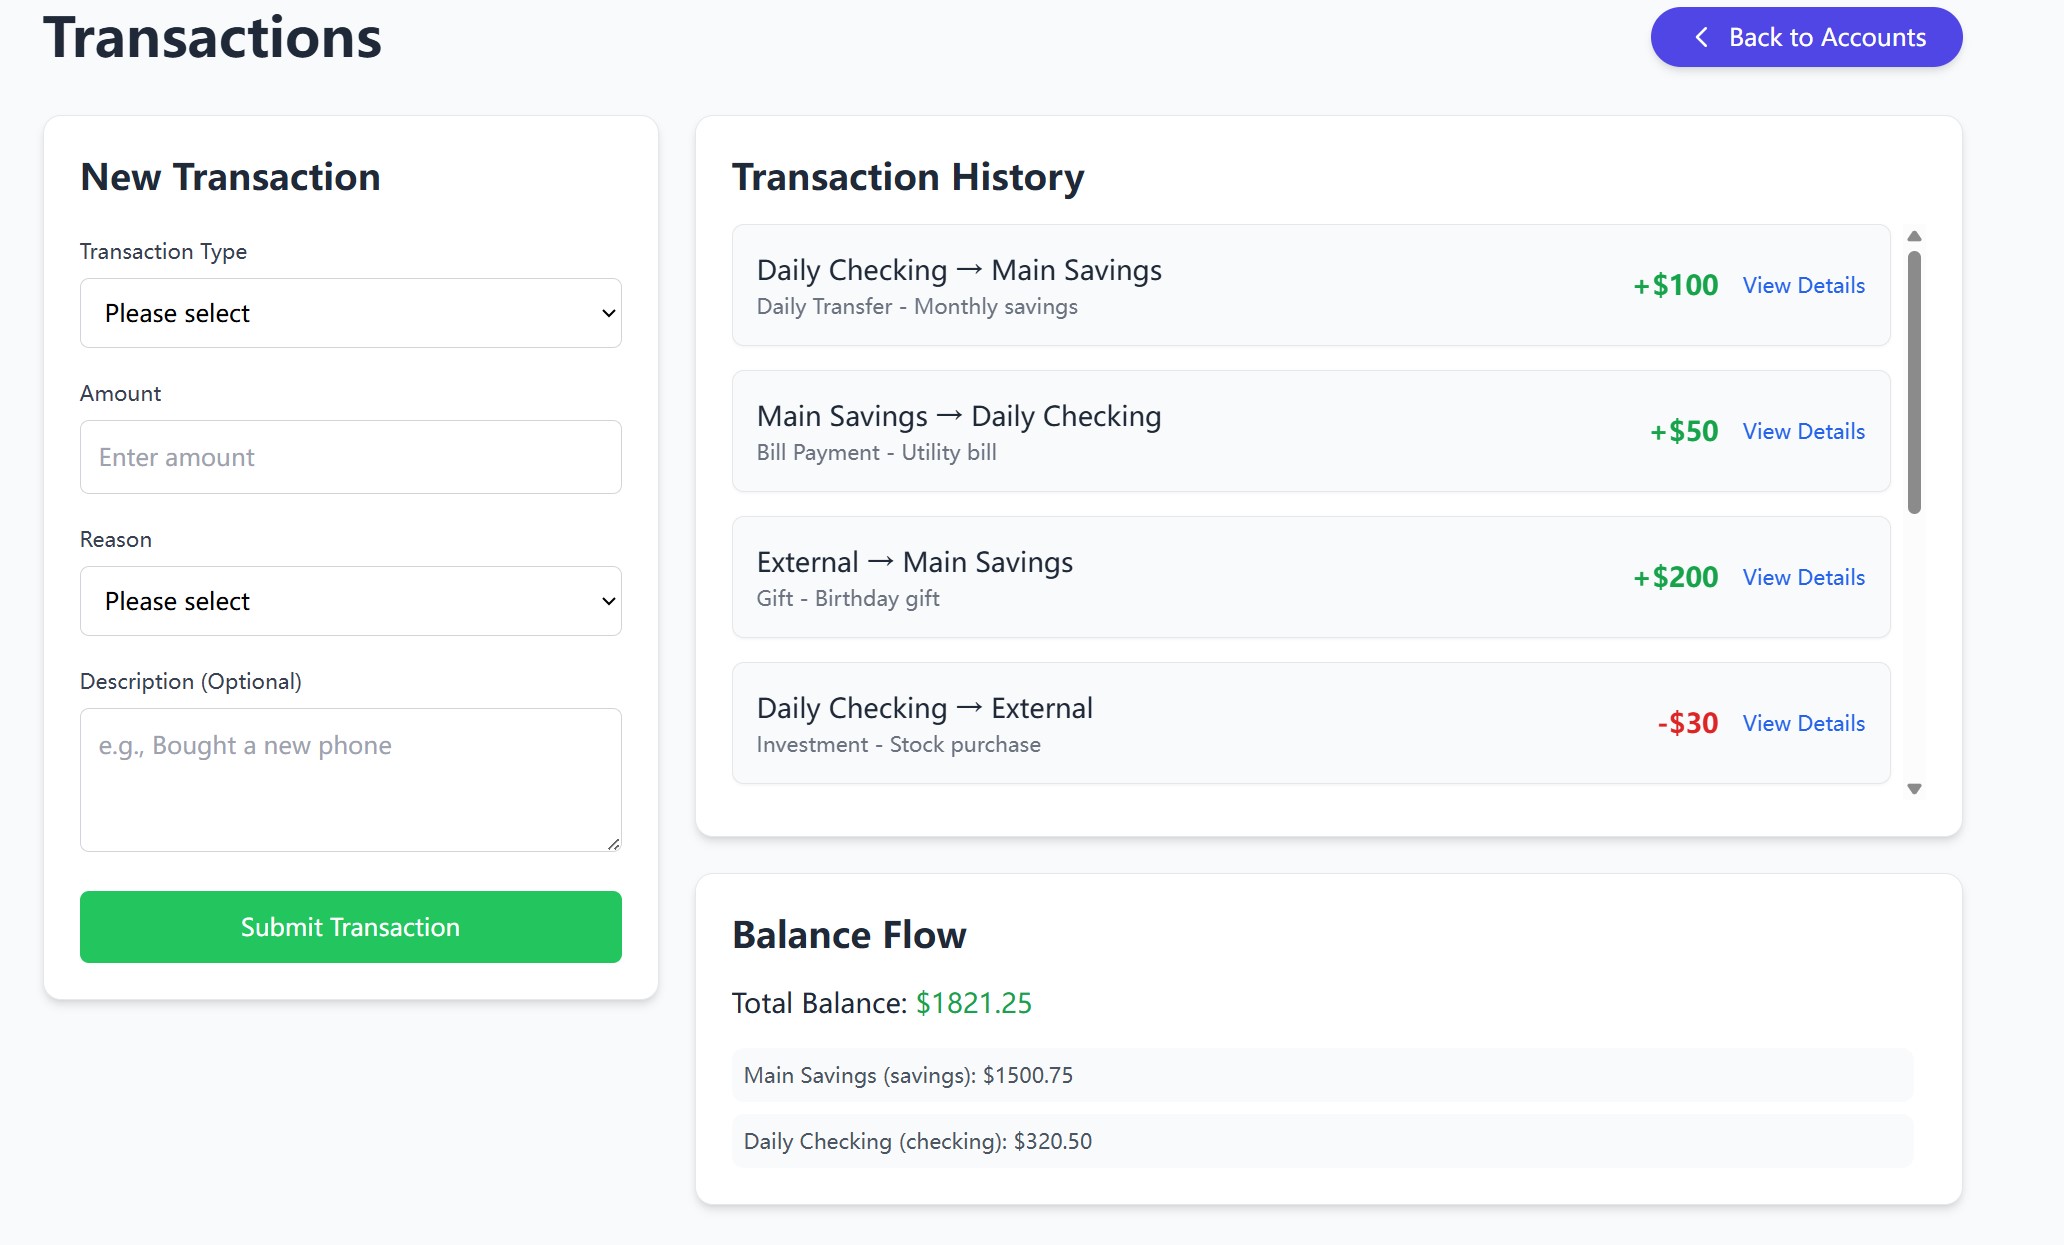 Transactions
Back to Accounts
New Transaction
Transaction Type
Please select
Amount
Enter amount
Reason
Please select
Description (Optional)
e.g., Bought a new phone
Submit Transaction
Transaction History
Daily Checking → Main Savings
Daily Transfer - Monthly savings
+$100 View Details
Main Savings → Daily Checking
Bill Payment - Utility bill
+$50 View Details
External → Main Savings
Gift - Birthday gift
+$200 View Details
Daily Checking → External
Investment - Stock purchase
-$30 View Details
Balance Flow
Total Balance: $1821.25
Main Savings (savings): $1500.75
Daily Checking (checking): $320.50